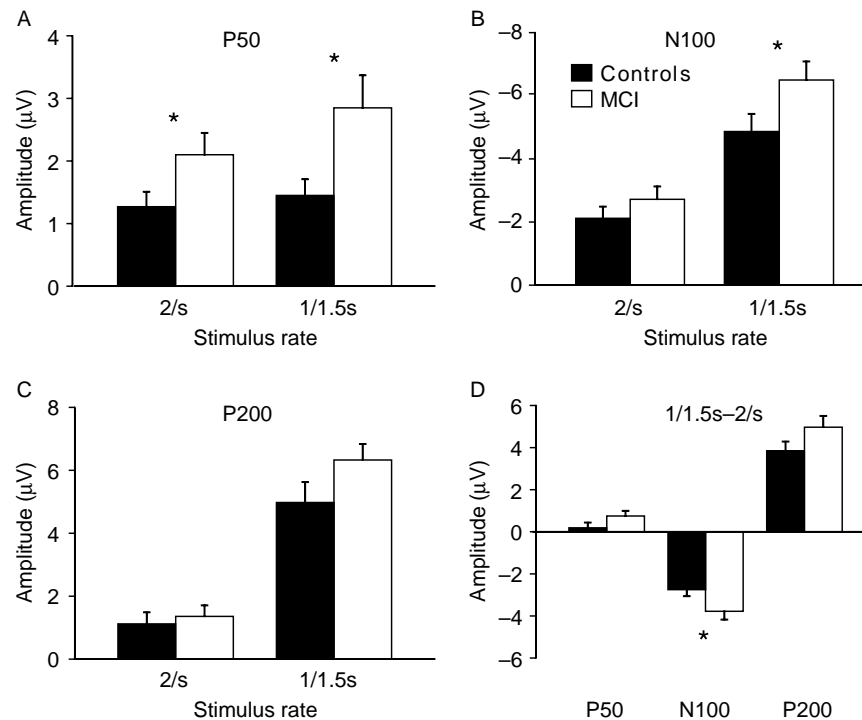 A
P50
4
3
2
1
0
Amplitude (μV)
*
*
2/s
1/1.5s
Stimulus rate
B
N100
–8
–6
–4
–2
0
Amplitude (μV)
Controls
MCI
*
2/s
1/1.5s
Stimulus rate
C
P200
8
6
4
2
0
Amplitude (μV)
2/s
1/1.5s
Stimulus rate
D
1/1.5s–2/s
6
4
2
0
–2
–4
–6
Amplitude (μV)
*
P50
N100
P200